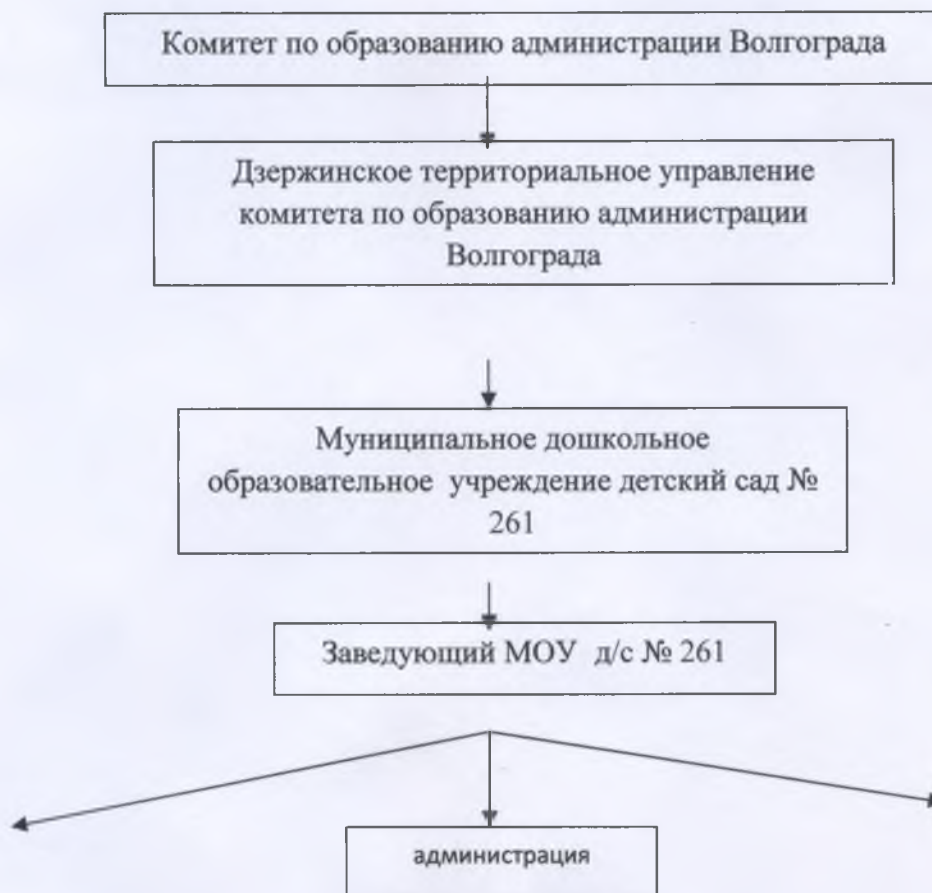 Комитет по образованию администрации Волгограда
Дзержинское территориальное управление
комитета по образованию администрации
Волгограда
Муниципальное дошкольное
образовательное учреждение детский сад №
261
Заведующий МОУ д/с № 261
администрация